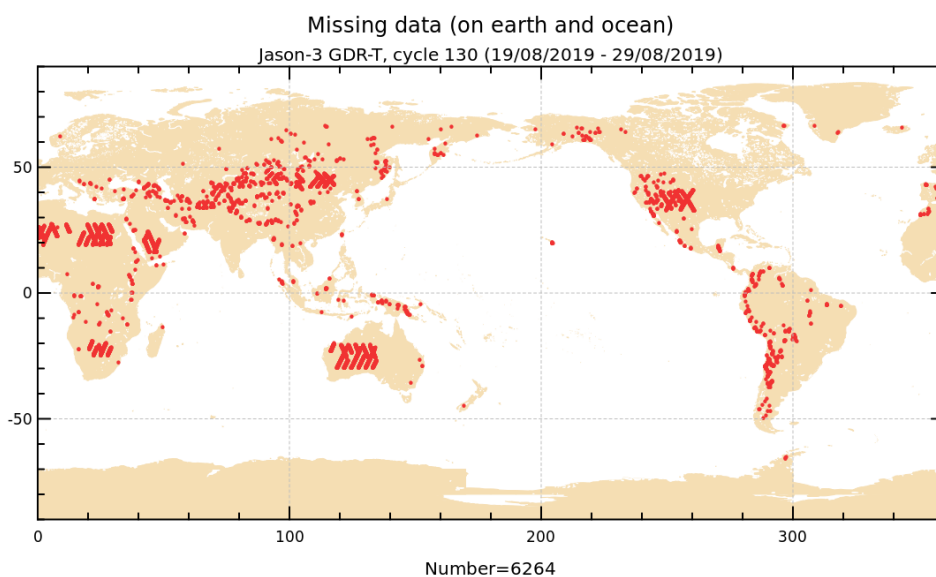 Missing data (on earth and ocean)
Jason-3 GDR-T, cycle 130 (19/08/2019 - 29/08/2019)
50
0
-50
0 100 200 300
Number=6264